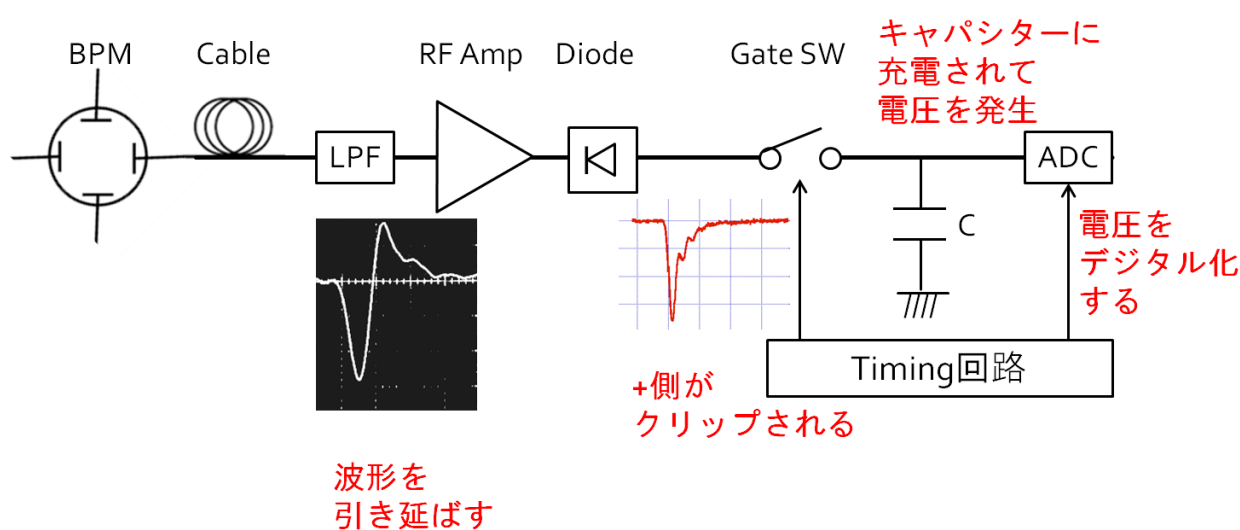 BPM
Cable
RF Amp
Diode
Gate SW
キャパシターに
充電されて
電圧を発生
LPF
ADC
C
電圧を
デジタル化
する
Timing回路
+側が
クリップされる
波形を
引き延ばす